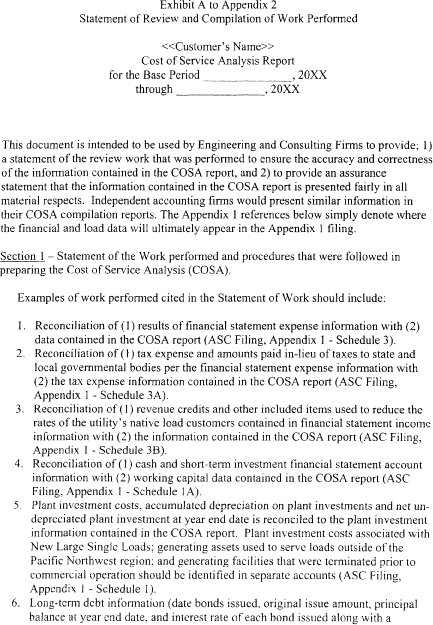 Exhibit A to Appendix 2
Statement of Review and Compilation of Work Performed
<<Customer's Name>>
Cost of Service Analysis Report
for the Base Period _______________, 20XX
through _______________, 20XX
This document is intended to be used by Engineering and Consulting Firms to provide; 1)
a statement of the review work that was performed to ensure the accuracy and correctness
of the information contained in the COSA report, and 2) to provide an assurance
statement that the information contained in the COSA report is presented fairly in all
material respects. Independent accounting firms would present similar information in
their COSA compilation reports. The Appendix 1 references below simply denote where
the financial and load data will ultimately appear in the Appendix 1 filing.
Section 1 – Statement of the Work performed and procedures that were followed in
preparing the Cost of Service Analysis (COSA).
Examples of work performed cited in the Statement of Work should include:
1. Reconciliation of (1) results of financial statement expense information with (2)
data contained in the COSA report (ASC Filing, Appendix 1 - Schedule 3).
2. Reconciliation of (1) tax expense and amounts paid in-lieu of taxes to state and
local governmental bodies per the financial statement expense information with
(2) the tax expense information contained in the COSA report (ASC Filing,
Appendix 1 - Schedule 3A).
3. Reconciliation of (1) revenue credits and other included items used to reduce the
rates of the utility's native load customers contained in financial statement income
information with (2) the information contained in the COSA report (ASC Filing,
Appendix 1 - Schedule 3B).
4. Reconciliation of (1) cash and short-term investment financial statement account
information with (2) working capital data contained in the COSA report (ASC
Filing, Appendix 1 - Schedule 1A).
5. Plant investment costs, accumulated depreciation on plant investments and net un-
depreciated plant investment at year end date is reconciled to the plant investment
information contained in the COSA report. Plant investment costs associated with
New Large Single Loads; generating assets used to serve loads outside of the
Pacific Northwest region; and generating facilities that were terminated prior to
commercial operation should be identified in separate accounts (ASC Filing,
Appendix 1 - Schedule 1).
6. Long-term debt information (date bonds issued, original issue amount, principal
balance at year end date, and interest rate of each bond issued along with a